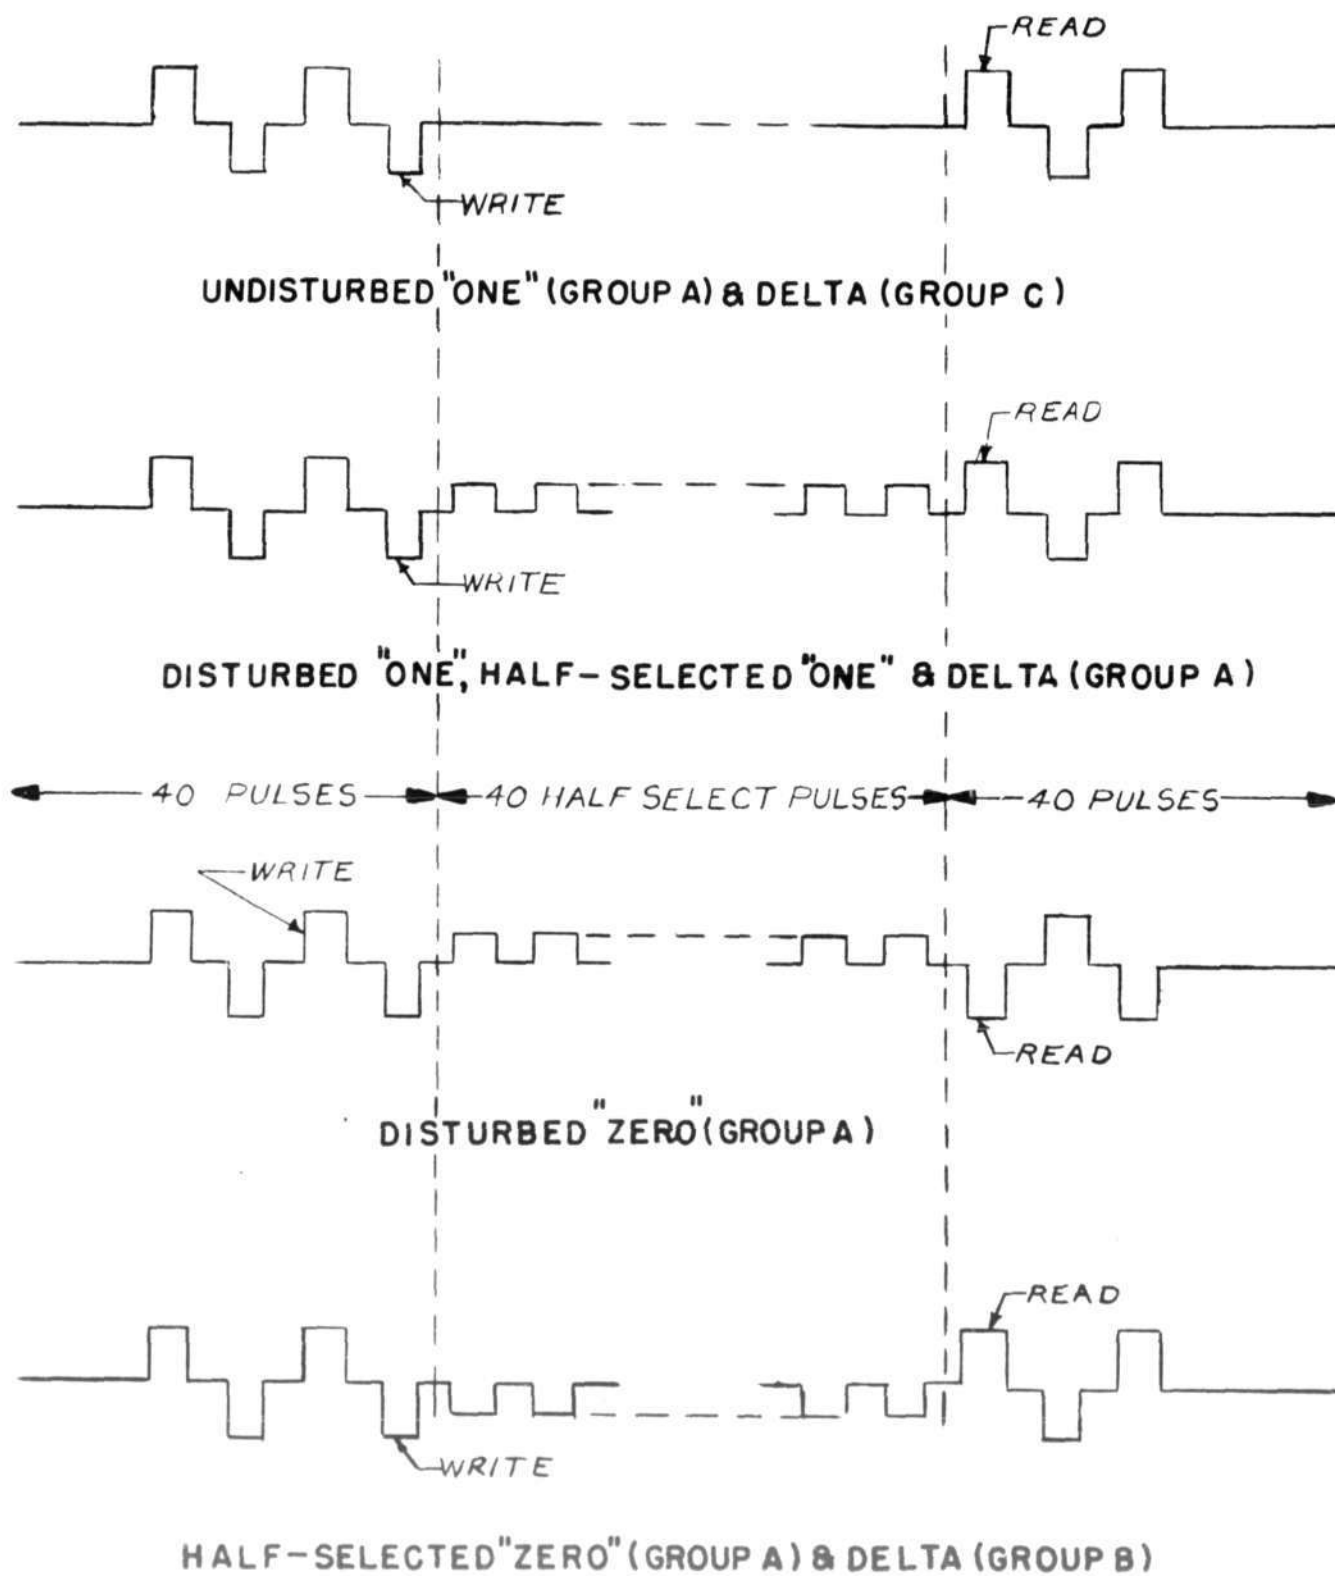 READ
WRITE
UNDISTURBED "ONE" (GROUP A) & DELTA (GROUP C)
READ
WRITE
DISTURBED "ONE", HALF-SELECTED "ONE" & DELTA (GROUP A)
40 PULSES 40 HALF SELECT PULSES 40 PULSES
WRITE
READ
DISTURBED "ZERO" (GROUP A)
READ
WRITE
HALF-SELECTED "ZERO" (GROUP A) & DELTA (GROUP B)